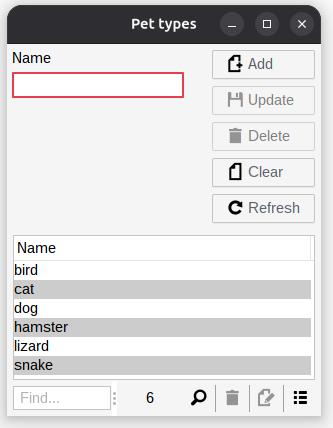 Pet types
Name
Add
Update
Delete
Clear
Refresh
Name
bird
cat
dog
hamster
lizard
snake
Find...
6